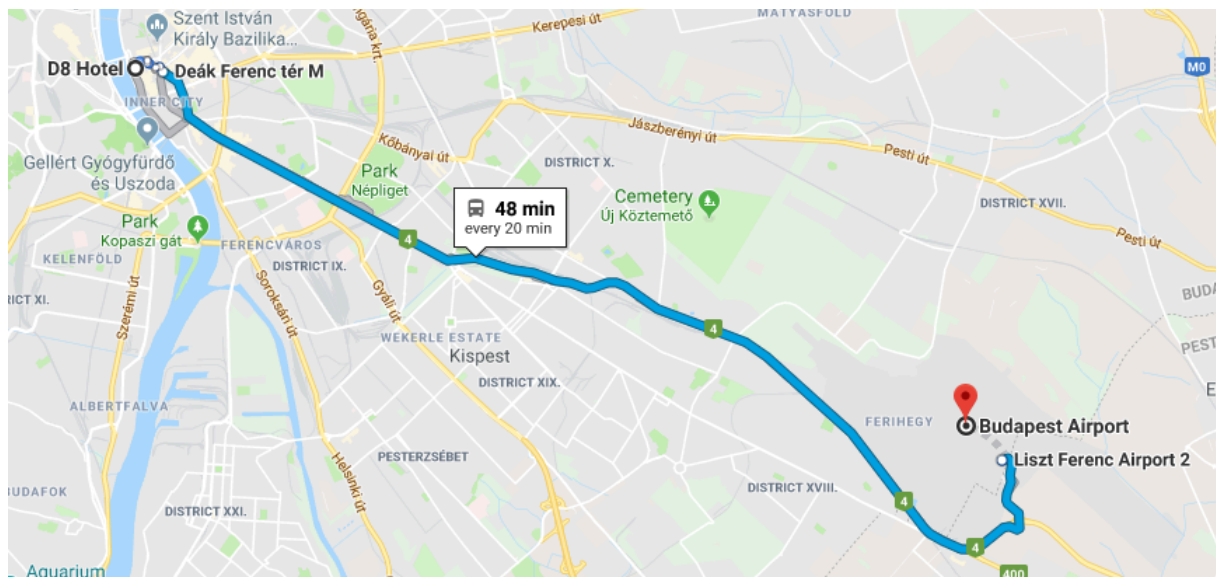 MÁTYÁSFÖLD
Szent István
Király Bazilika...
Kerepesi út
gária krt.
M0
D8 Hotel
Deák Ferenc tér M
INNER CITY
Jászberényi út
Pesti út
Kőbányai út
Gellért Gyógyfürdő
és Uszoda
DISTRICT X.
Park
Népliget
Cemetery
Új Köztemető
48 min
every 20 min
DISTRICT XVII.
Park
Kopaszi gát
4
Pesti út
FERENCVÁROS
KELENFÖLD
DISTRICT IX.
RICT XI.
Szerémi út
Soroksári út
Gyáli út
BUDA
4
WEKERLE ESTATE
PEST
Kispest
DISTRICT XIX.
E
ALBERTFALVA
FERIHEGY
Budapest Airport
PESTERZSÉBET
Liszt Ferenc Airport 2
Helsinki út
BUDAFOK
DISTRICT XVIII.
DISTRICT XXI.
4
4
Aquarium
400